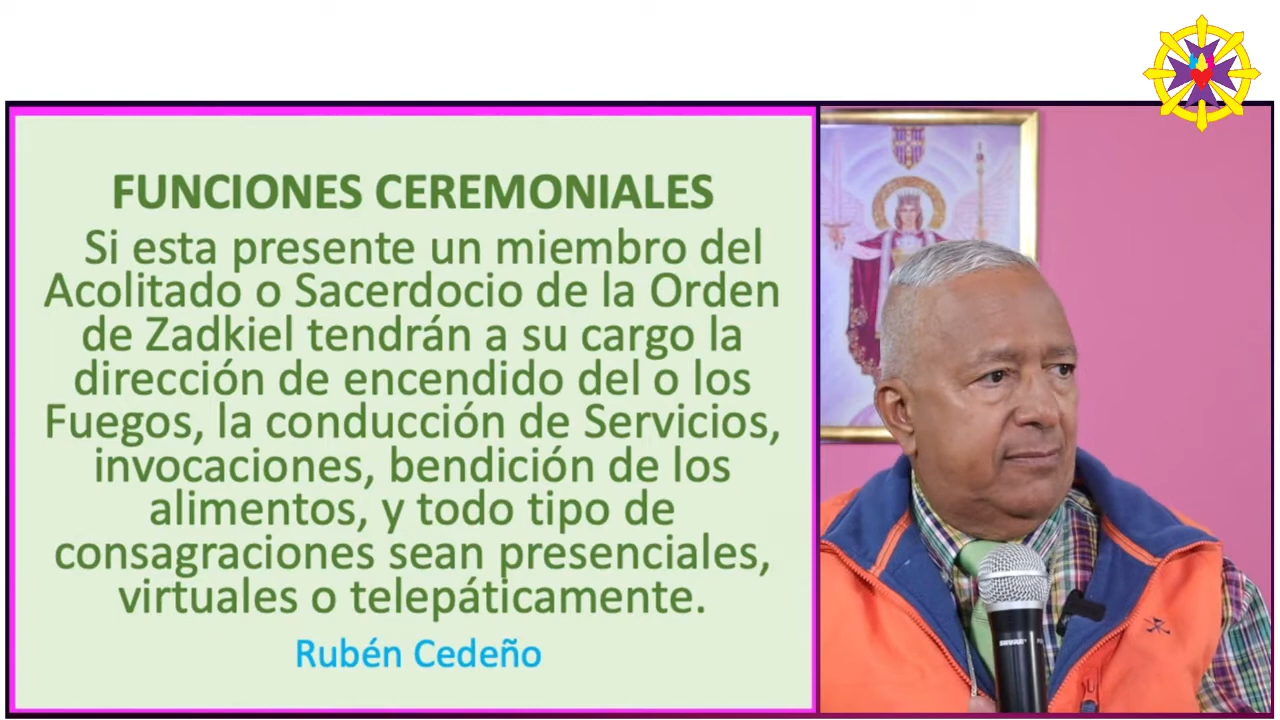 FUNCIONES CEREMONIALES
Si esta presente un miembro del
Acolitado o Sacerdocio de la Orden
de Zadkiel tendrán a su cargo la
dirección de encendido del o los
Fuegos, la conducción de Servicios,
invocaciones, bendición de los
alimentos, y todo tipo de
consagraciones sean presenciales,
virtuales o telepáticamente.
Rubén Cedeño
SHURE